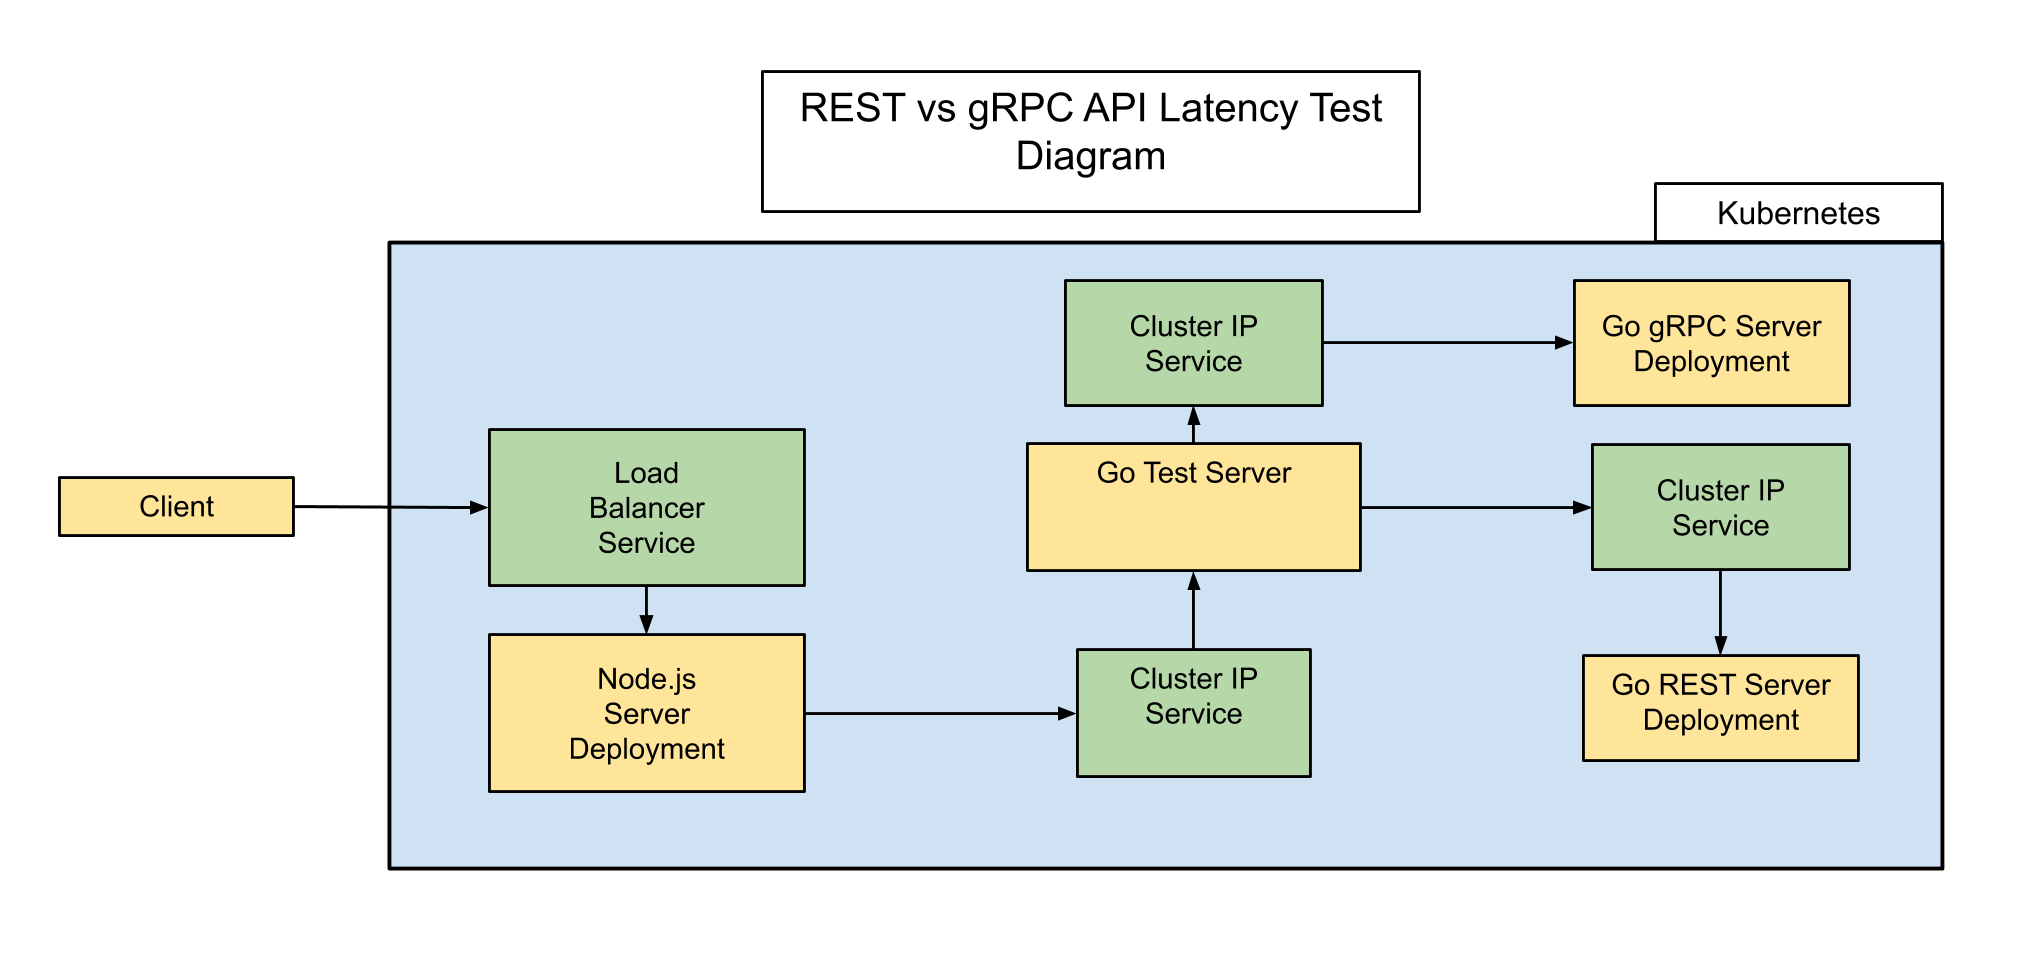 REST vs gRPC API Latency Test
Diagram
Kubernetes
Cluster IP
Service
Go gRPC Server
Deployment
Client
Load
Balancer
Service
Go Test Server
Cluster IP
Service
Node.js
Server
Deployment
Cluster IP
Service
Go REST Server
Deployment